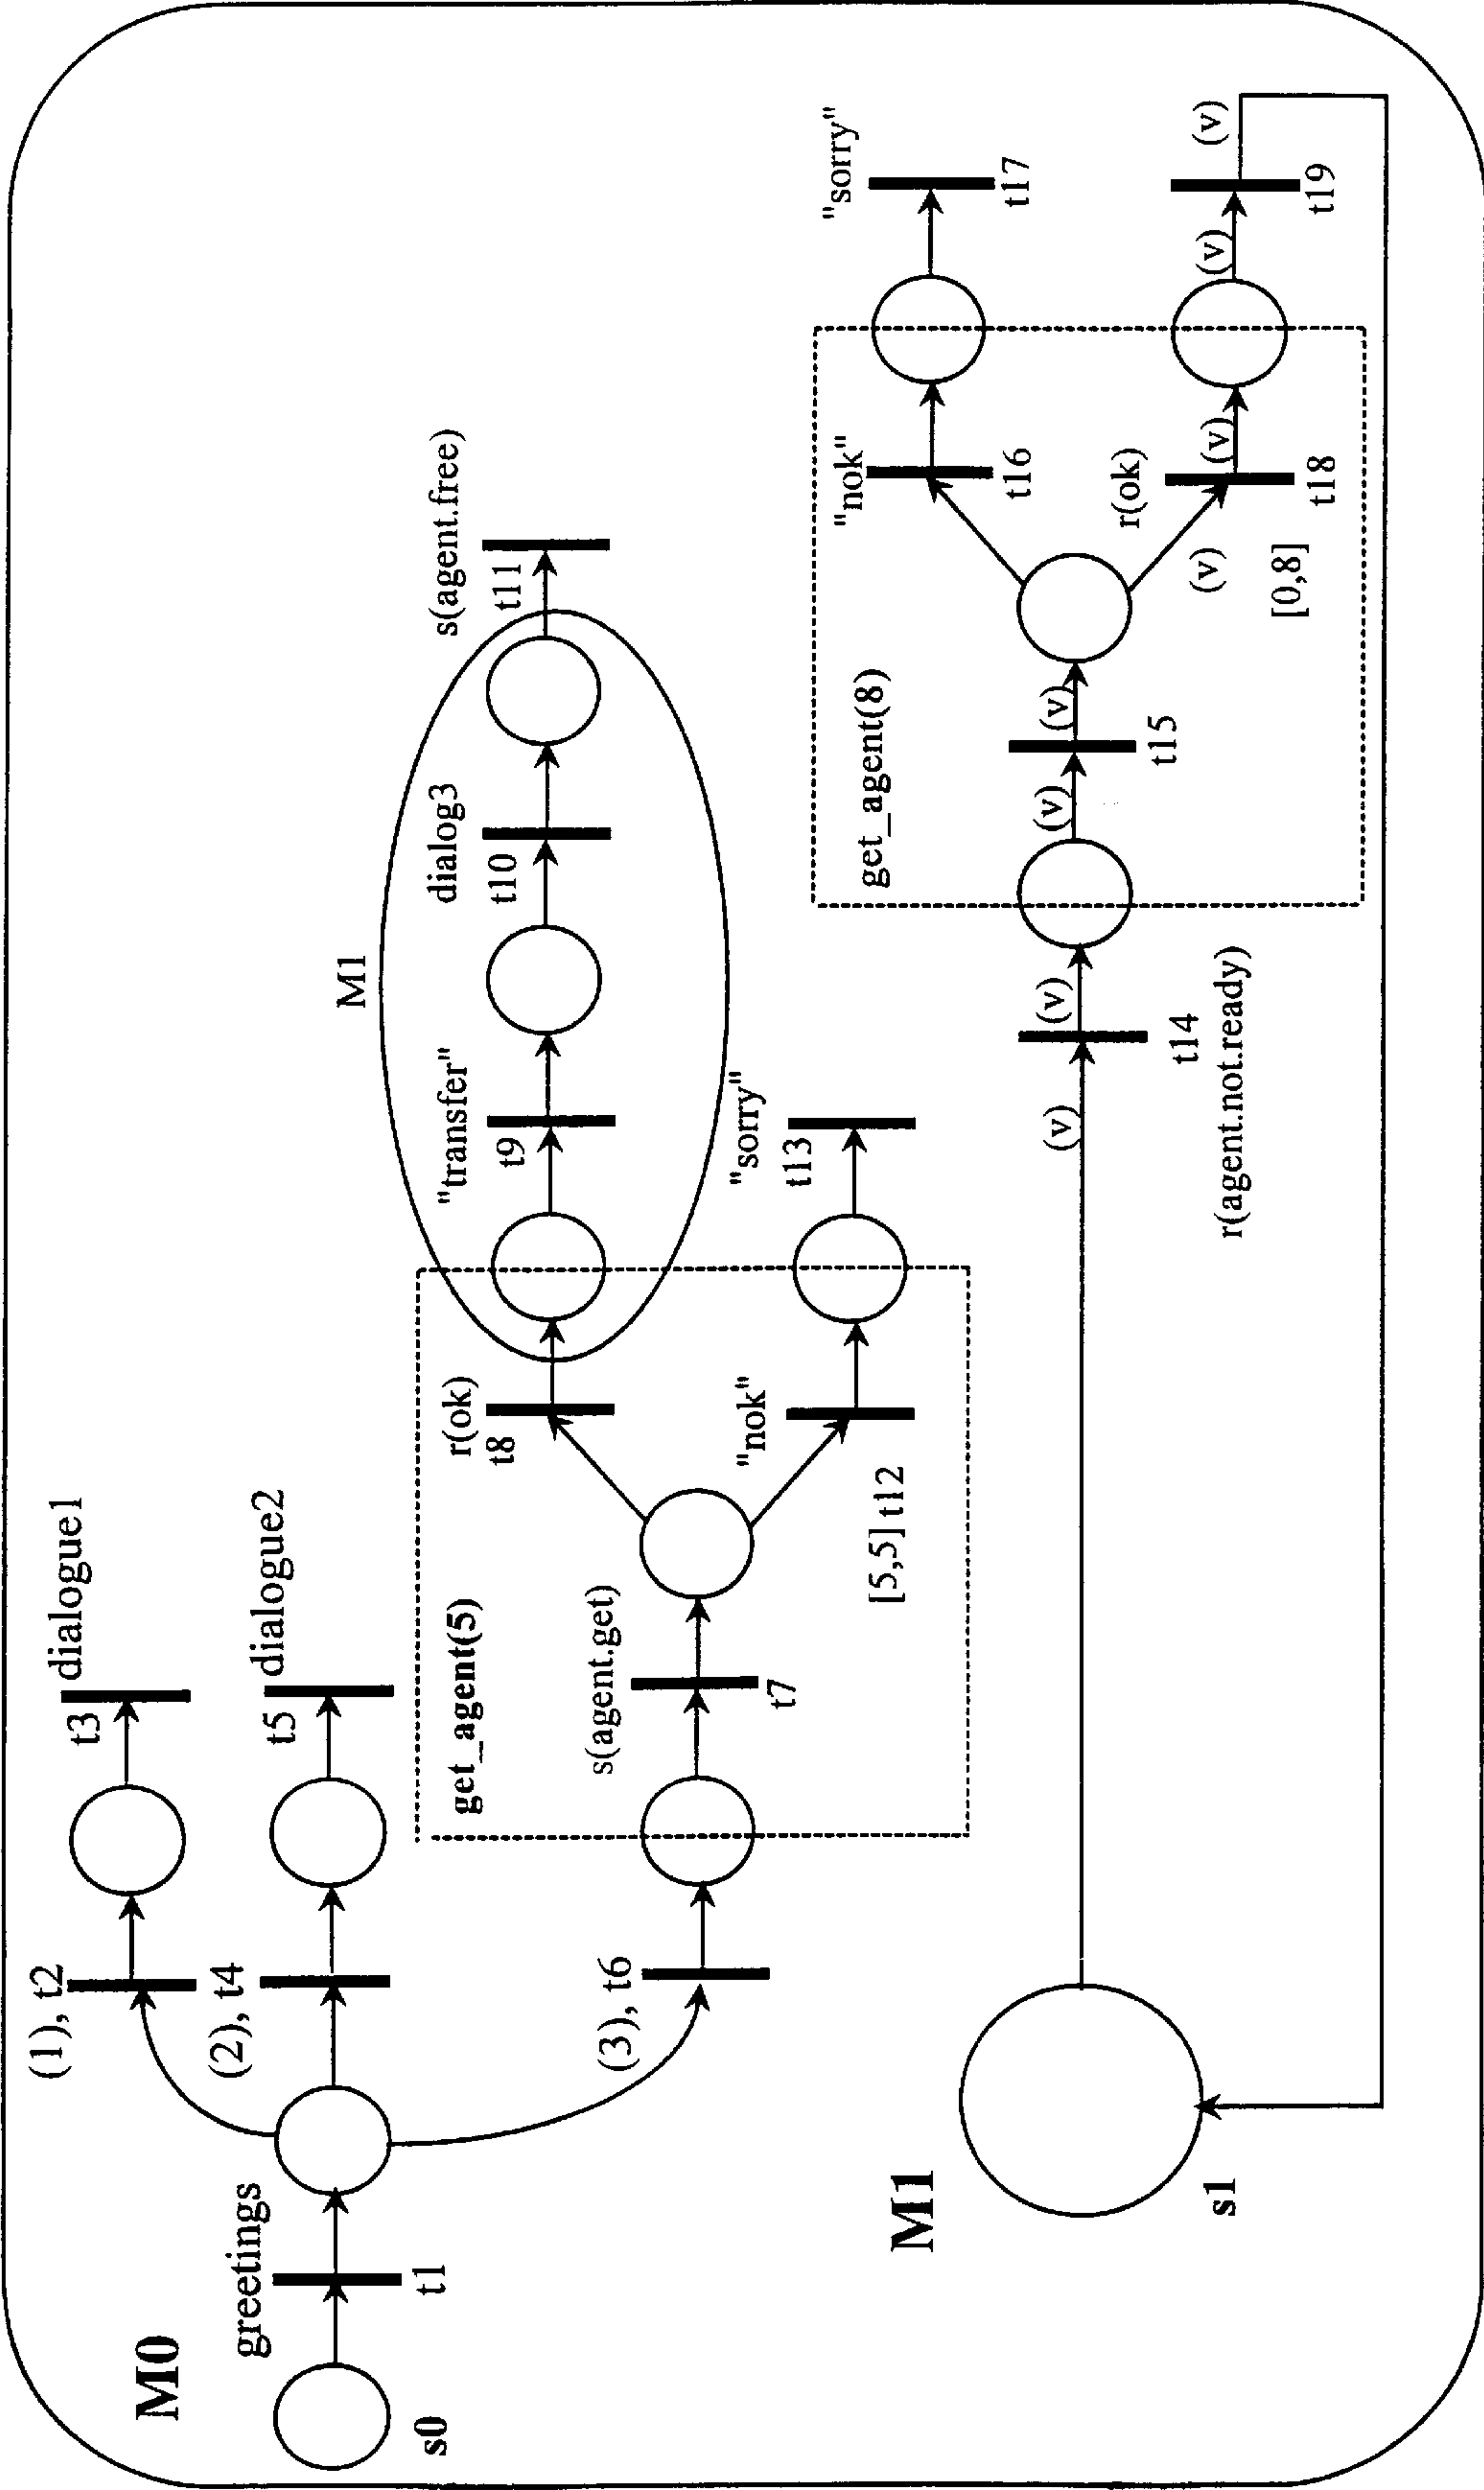 M0
s0
greetings
t1
(1), t2
t3
dialogue1
(2), t4
t5
dialogue2
(3), t6
get_agent(5)
s(agent.get)
t7
r(ok)
t8
"nok"
[5,5] t12
M1
"transfer"
t9
dialog3
t10
s(agent.free)
t11
"sorry"
t13
M1
s1
(v)
t14
r(agent.not.ready)
(v)
get_agent(8)
(v)
t15
(v)
"nok"
t16
"sorry"
t17
(v)
[0,8]
r(ok)
t18
(v)
(v)
t19
(v)